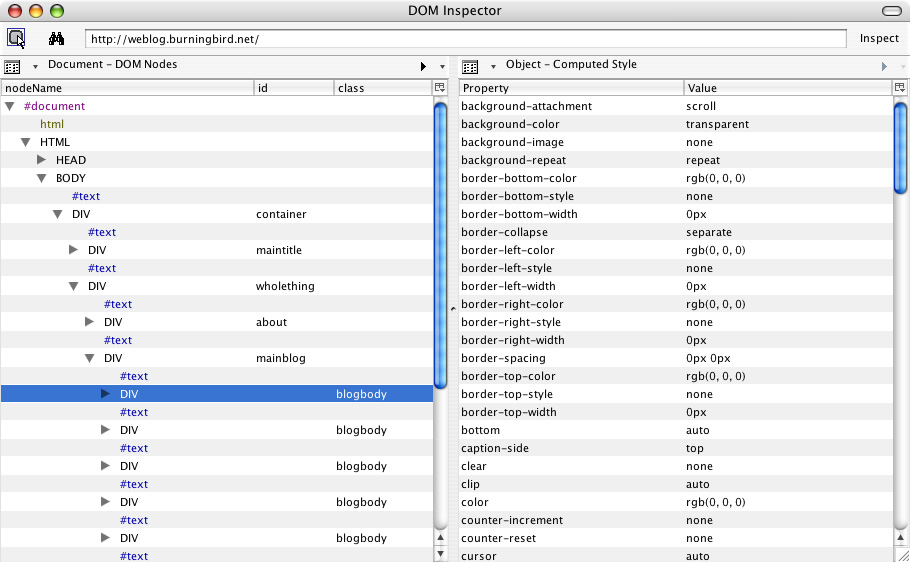 DOM Inspector
http://weblog.burningbird.net/ Inspect
Document – DOM Nodes
nodeName id class
#document
html
HTML
HEAD
BODY
#text
DIV container
#text
DIV maintitle
#text
DIV wholething
#text
DIV about
#text
DIV mainblog
#text
DIV blogbody
#text
DIV blogbody
#text
DIV blogbody
#text
DIV blogbody
#text
DIV blogbody
#text
Object – Computed Style
Property Value
background-attachment scroll
background-color transparent
background-image none
background-repeat repeat
border-bottom-color rgb(0, 0, 0)
border-bottom-style none
border-bottom-width 0px
border-collapse separate
border-left-color rgb(0, 0, 0)
border-left-style none
border-left-width 0px
border-right-color rgb(0, 0, 0)
border-right-style none
border-right-width 0px
border-spacing 0px 0px
border-top-color rgb(0, 0, 0)
border-top-style none
border-top-width 0px
bottom auto
caption-side top
clear none
clip auto
color rgb(0, 0, 0)
counter-increment none
counter-reset none
cursor auto